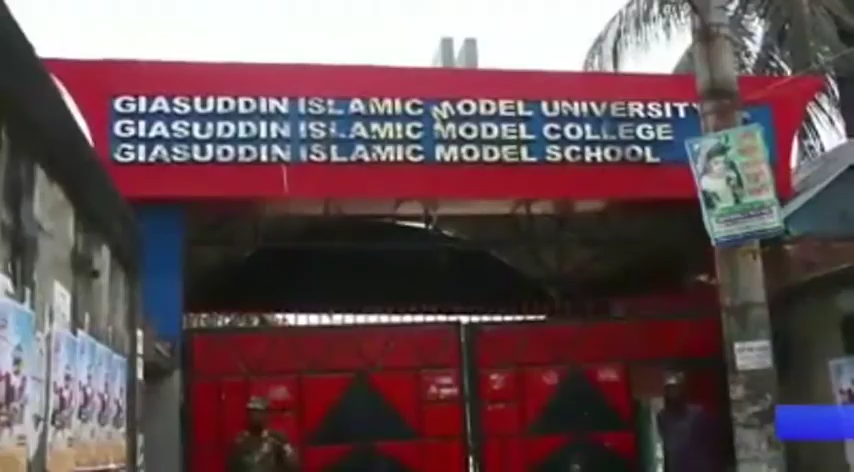 GIASUDDIN ISLAMIC MODEL UNIVERSITY
GIASUDDIN ISLAMIC MODEL COLLEGE
GIASUDDIN ISLAMIC MODEL SCHOOL